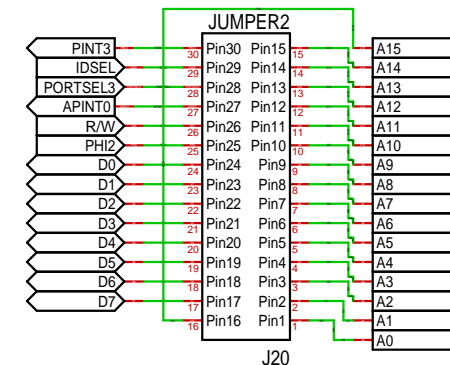 JUMPER2
PINT3 30 Pin30 Pin15 15 A15
IDSEL 29 Pin29 Pin14 14 A14
PORTSEL3 28 Pin28 Pin13 13 A13
APINT0 27 Pin27 Pin12 12 A12
R/W 26 Pin26 Pin11 11 A11
PHI2 25 Pin25 Pin10 10 A10
D0 24 Pin24 Pin9 9 A9
D1 23 Pin23 Pin8 8 A8
D2 22 Pin22 Pin7 7 A7
D3 21 Pin21 Pin6 6 A6
D4 20 Pin20 Pin5 5 A5
D5 19 Pin19 Pin4 4 A4
D6 18 Pin18 Pin3 3 A3
D7 17 Pin17 Pin2 2 A2
16 Pin16 Pin1 1 A1
A0
J20